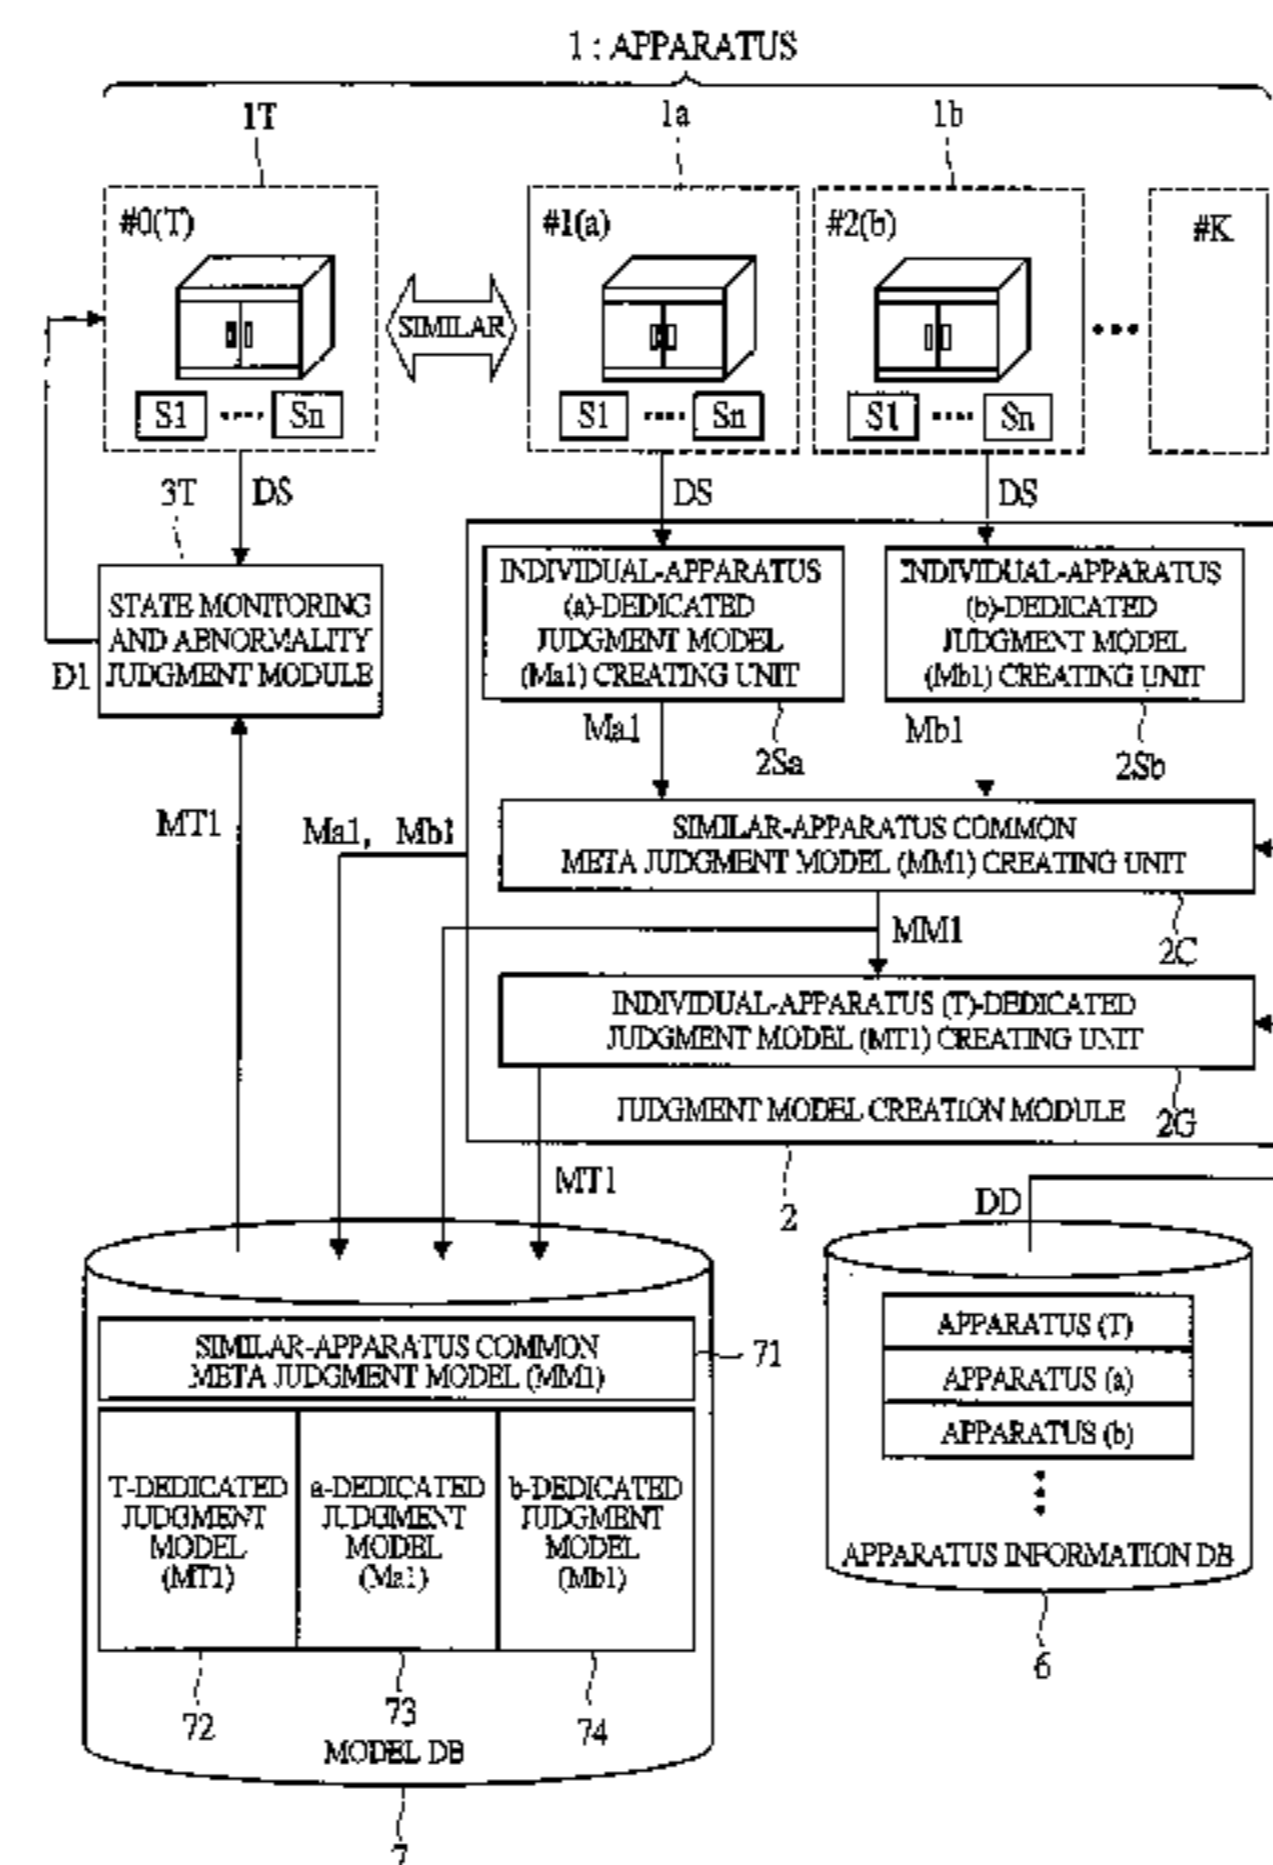 1 : APPARATUS
1T
1a
1b
#0(T)
#1(a)
#2(b)
#K
SIMILAR
S1 ···· Sn
S1 ···· Sn
S1 ···· Sn
3T
DS
DS
DS
STATE MONITORING
AND ABNORMALITY
JUDGMENT MODULE
D1
INDIVIDUAL-APPARATUS
(a)-DEDICATED
JUDGMENT MODEL
(Ma1) CREATING UNIT
INDIVIDUAL-APPARATUS
(b)-DEDICATED
JUDGMENT MODEL
(Mb1) CREATING UNIT
Ma1
2Sa
Mb1
2Sb
MT1
Ma1, Mb1
SIMILAR-APPARATUS COMMON
META JUDGMENT MODEL (MM1) CREATING UNIT
MM1
2C
INDIVIDUAL-APPARATUS (T)-DEDICATED
JUDGMENT MODEL (MT1) CREATING UNIT
JUDGMENT MODEL CREATION MODULE
2G
MT1
2
DD
SIMILAR-APPARATUS COMMON
META JUDGMENT MODEL (MM1)
71
T-DEDICATED
JUDGMENT
MODEL
(MT1)
a-DEDICATED
JUDGMENT
MODEL
(Ma1)
b-DEDICATED
JUDGMENT
MODEL
(Mb1)
72
73
74
MODEL DB
7
APPARATUS (T)
APPARATUS (a)
APPARATUS (b)
APPARATUS INFORMATION DB
6